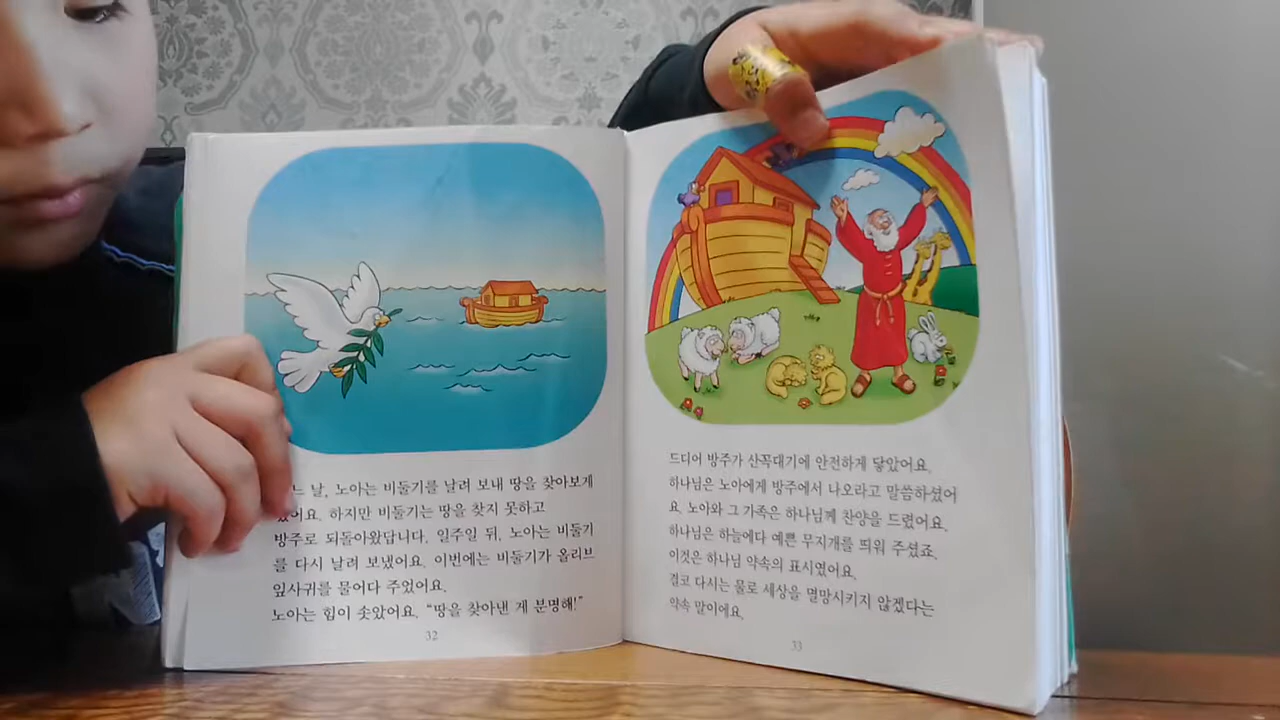 느 날, 노아는 비둘기를 날려 보내 땅을 찾아보게
었어요. 하지만 비둘기는 땅을 찾지 못하고
방주로 되돌아왔답니다. 일주일 뒤, 노아는 비둘기
를 다시 날려 보냈어요. 이번에는 비둘기가 올리브
잎사귀를 물어다 주었어요.
노아는 힘이 솟았어요. “땅을 찾아낸 게 분명해!”
32
드디어 방주가 산꼭대기에 안전하게 닿았어요.
하나님은 노아에게 방주에서 나오라고 말씀하셨어
요. 노아와 그 가족은 하나님께 찬양을 드렸어요.
하나님은 하늘에다 예쁜 무지개를 띄워 주셨죠.
이것은 하나님 약속의 표시였어요.
결코 다시는 물로 세상을 멸망시키지 않겠다는
약속 말이에요.
33